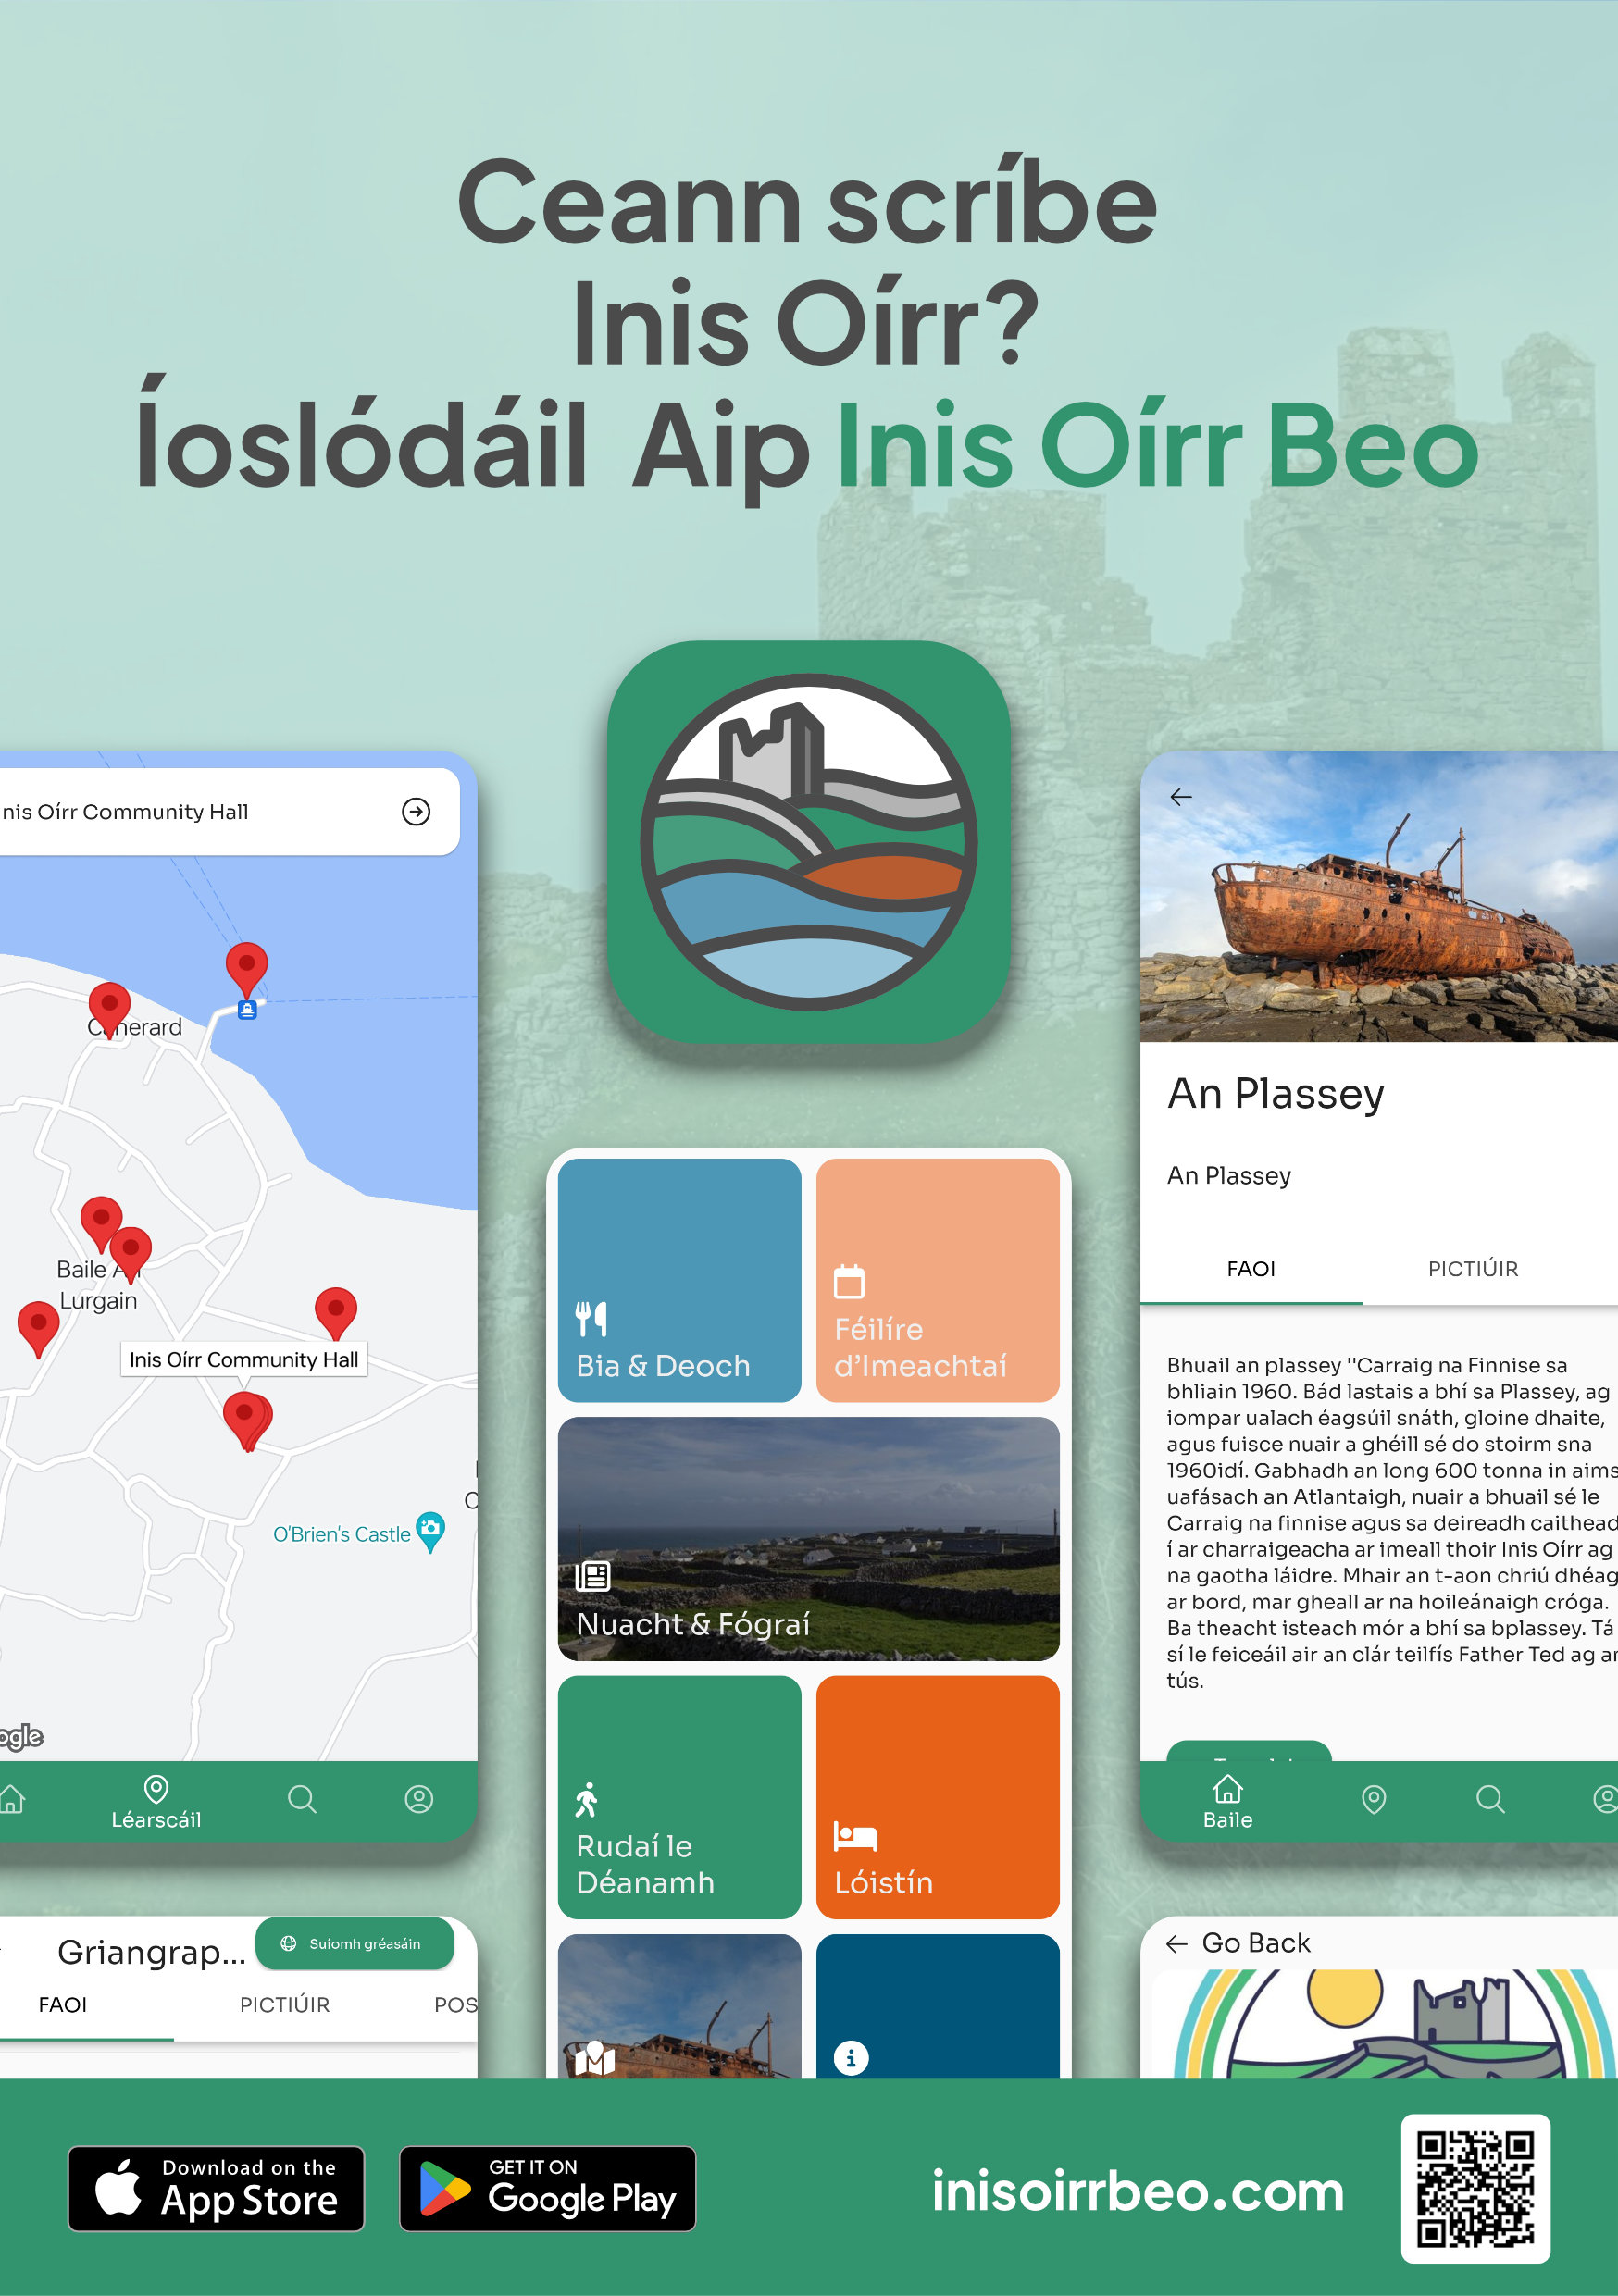 Ceann scríbe
Inis Oírr?
Íoslódáil Aip Inis Oírr Beo
nis Oírr Community Hall
Baile An
Lurgain
Inis Oírr Community Hall
O'Brien's Castle
ogle
Léarscáil
Griangrap...
Suíomh gréasáin
FAOI
PICTIÚIR
POS
Bia & Deoch
Féilíre
d'Imeachtaí
Nuacht & Fógraí
Rudaí le
Déanamh
Lóistín
An Plassey
An Plassey
FAOI
PICTIÚIR
Bhuail an plassey ''Carraig na Finnise sa
bhliain 1960. Bád lastais a bhí sa Plassey, ag
iompar ualach éagsúil snáth, gloine dhaite,
agus fuisce nuair a ghéill sé do stoirm sna
1960idí. Gabhadh an long 600 tonna in aims
uafásach an Atlantaigh, nuair a bhuail sé le
Carraig na finnise agus sa deireadh caithead
í ar charraigeacha ar imeall thoir Inis Oírr ag
na gaotha láidre. Mhair an t-aon chriú dhéag
ar bord, mar gheall ar na hoileánaigh cróga.
Ba theacht isteach mór a bhí sa bplassey. Tá
sí le feiceáil air an clár teilfís Father Ted ag an
tús.
Baile
Go Back
Download on the
App Store
GET IT ON
Google Play
inisoirrbeo.com